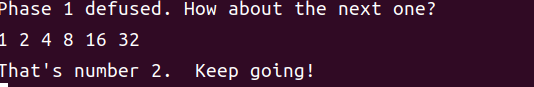 Phase 1 defused. How about the next one?
1 2 4 8 16 32
That's number 2.  Keep going!